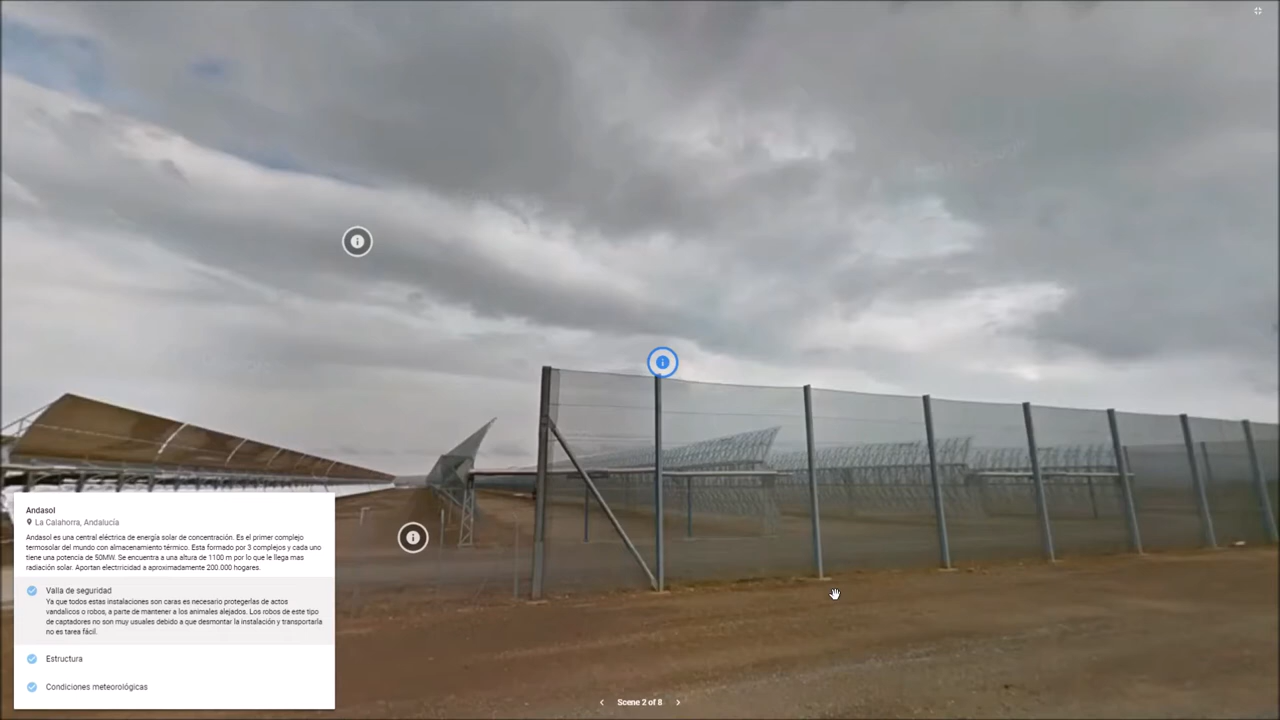 Andasol
La Calahorra, Andalucía
Andasol es una central eléctrica de energía solar de concentración. Es el primer complejo
termosolar del mundo con almacenamiento térmico. Esta formado por 3 complejos y cada uno
tiene una potencia de 50MW. Se encuentra a una altura de 1100 m por lo que le llega mas
radiación solar. Aportan electrricidad a aproximadamente 200.000 hogares.
Valla de seguridad
Ya que todos estas instalaciones son caras es necesario protegerlas de actos
vandalicos o robos, a parte de mantener a los animales alejados. Los robos de este tipo
de captadores no son muy usuales debido a que desmontar la instalación y transportarla
no es tarea fácil.
Estructura
Condiciones meteorológicas
Scene 2 of 8